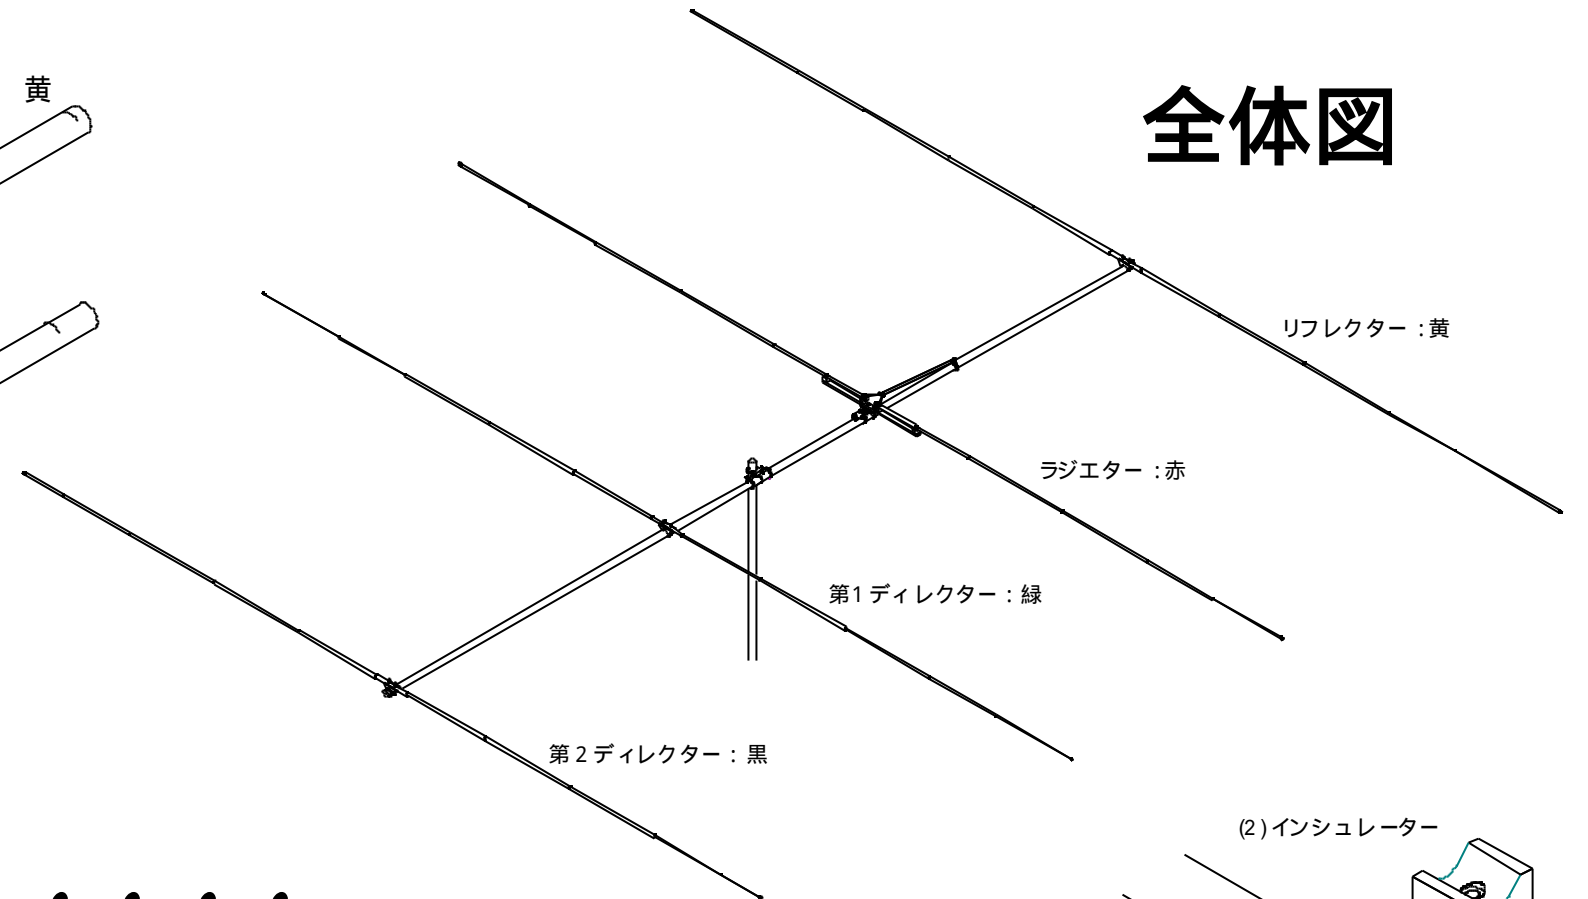 黄
全体図
リフレクター:黄
ラジエター:赤
第1ディレクター:緑
第2ディレクター:黒
(2)インシュレーター